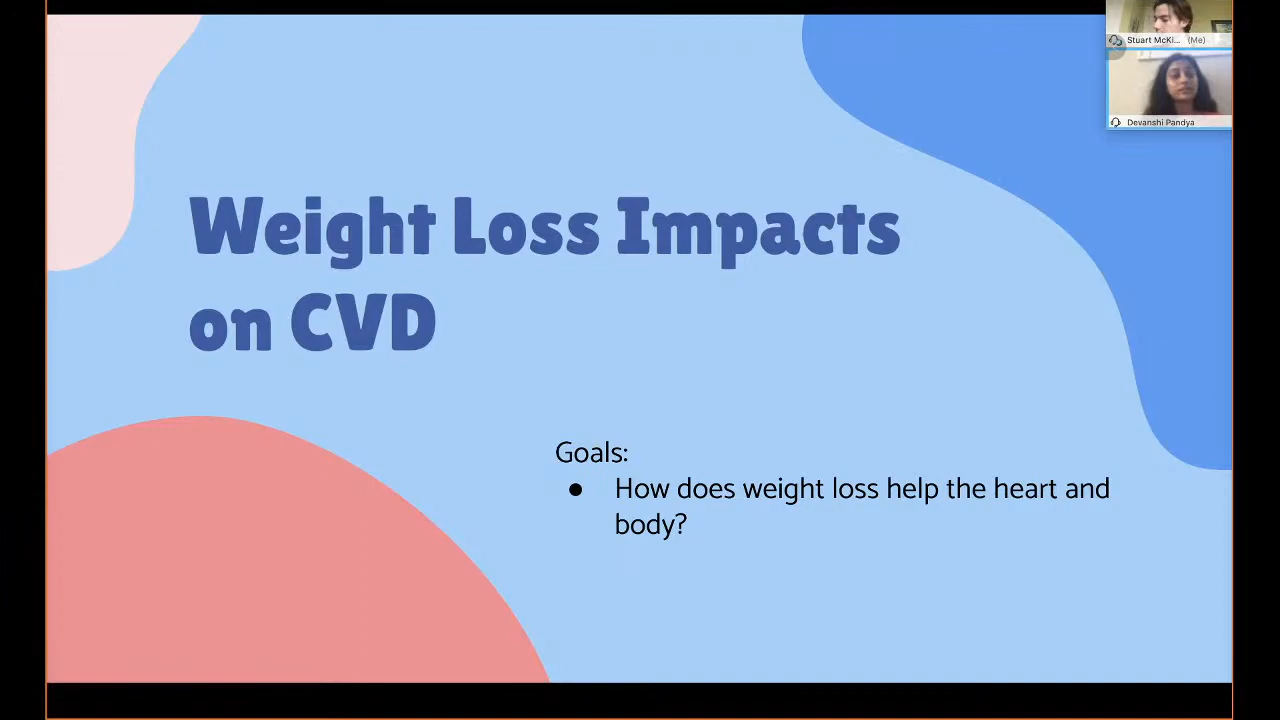 Stuart McKi... (Me)
Devanshi Pandya
Weight Loss Impacts
on CVD
Goals:
● How does weight loss help the heart and
body?